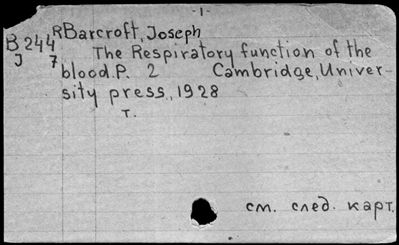 -1-
B 244 R Barcroft, Joseph
J 7 The Respiratory function of the
blood. P. 2 Cambridge, Univer-
sity press, 1928
т.
см. след. карт.